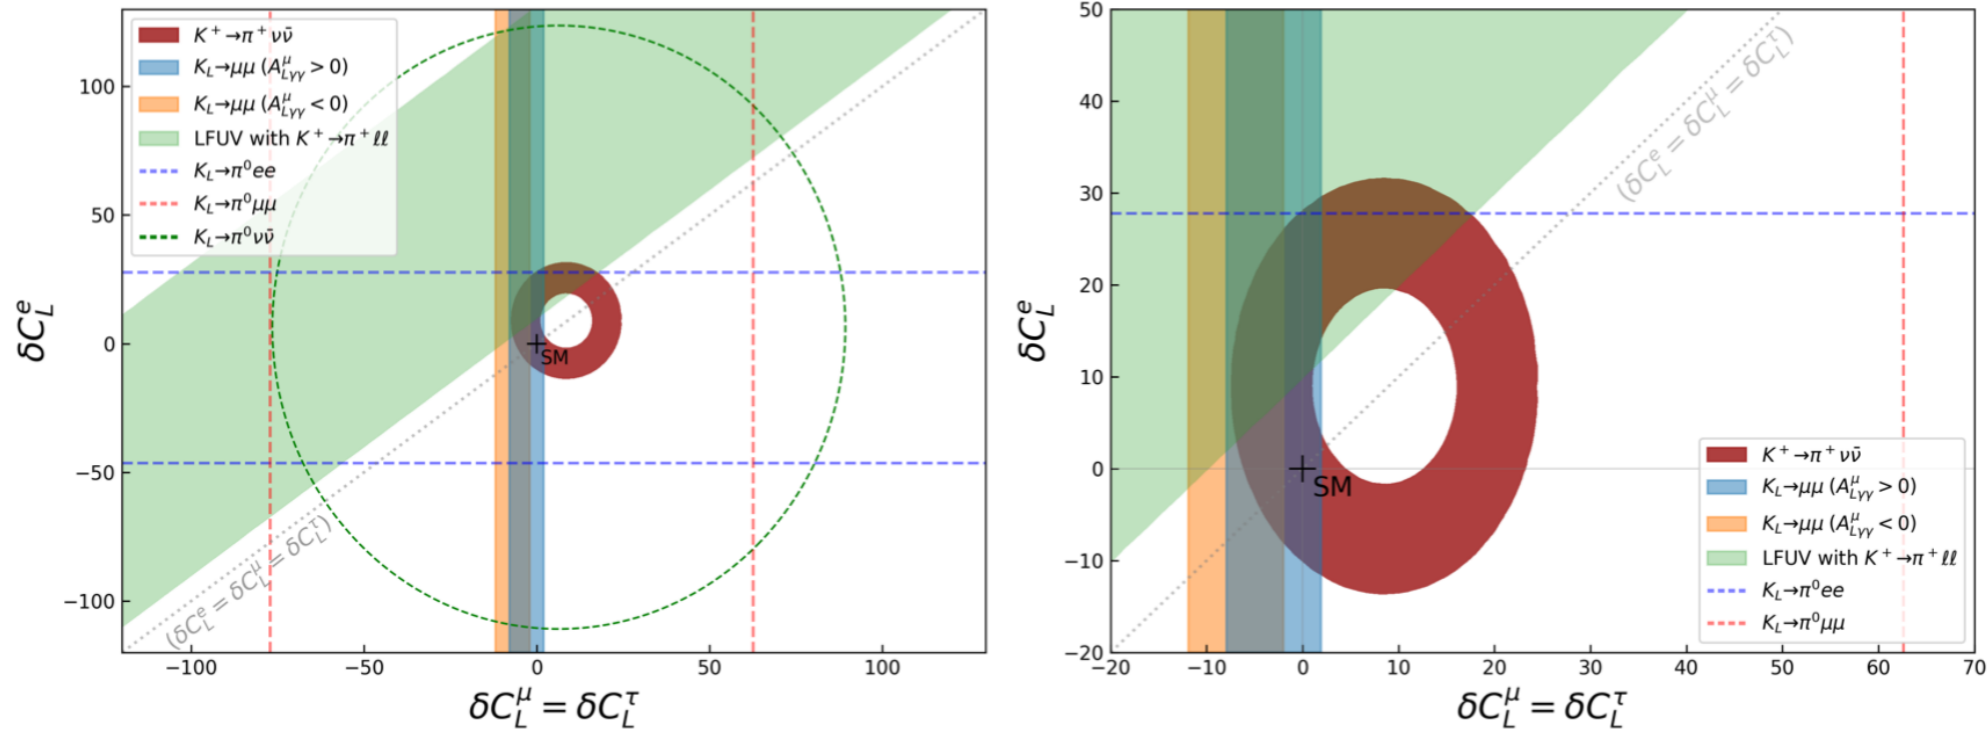 K⁺→π⁺νν̄
K_L→μμ (A^μ_{Lγγ} > 0)
K_L→μμ (A^μ_{Lγγ} < 0)
LFUV with K⁺→π⁺ℓℓ
K_L→π⁰ee
K_L→π⁰μμ
K_L→π⁰νν̄
100
50
0
−50
−100
δC^e_L
SM
(δC^e_L = δC^μ_L = δC^τ_L)
−100 −50 0 50 100
δC^μ_L = δC^τ_L
50
40
30
20
10
0
−10
−20
δC^e_L
(δC^e_L = δC^μ_L = δC^τ_L)
SM
K⁺→π⁺νν̄
K_L→μμ (A^μ_{Lγγ} > 0)
K_L→μμ (A^μ_{Lγγ} < 0)
LFUV with K⁺→π⁺ℓℓ
K_L→π⁰ee
K_L→π⁰μμ
−20 −10 0 10 20 30 40 50 60 70
δC^μ_L = δC^τ_L